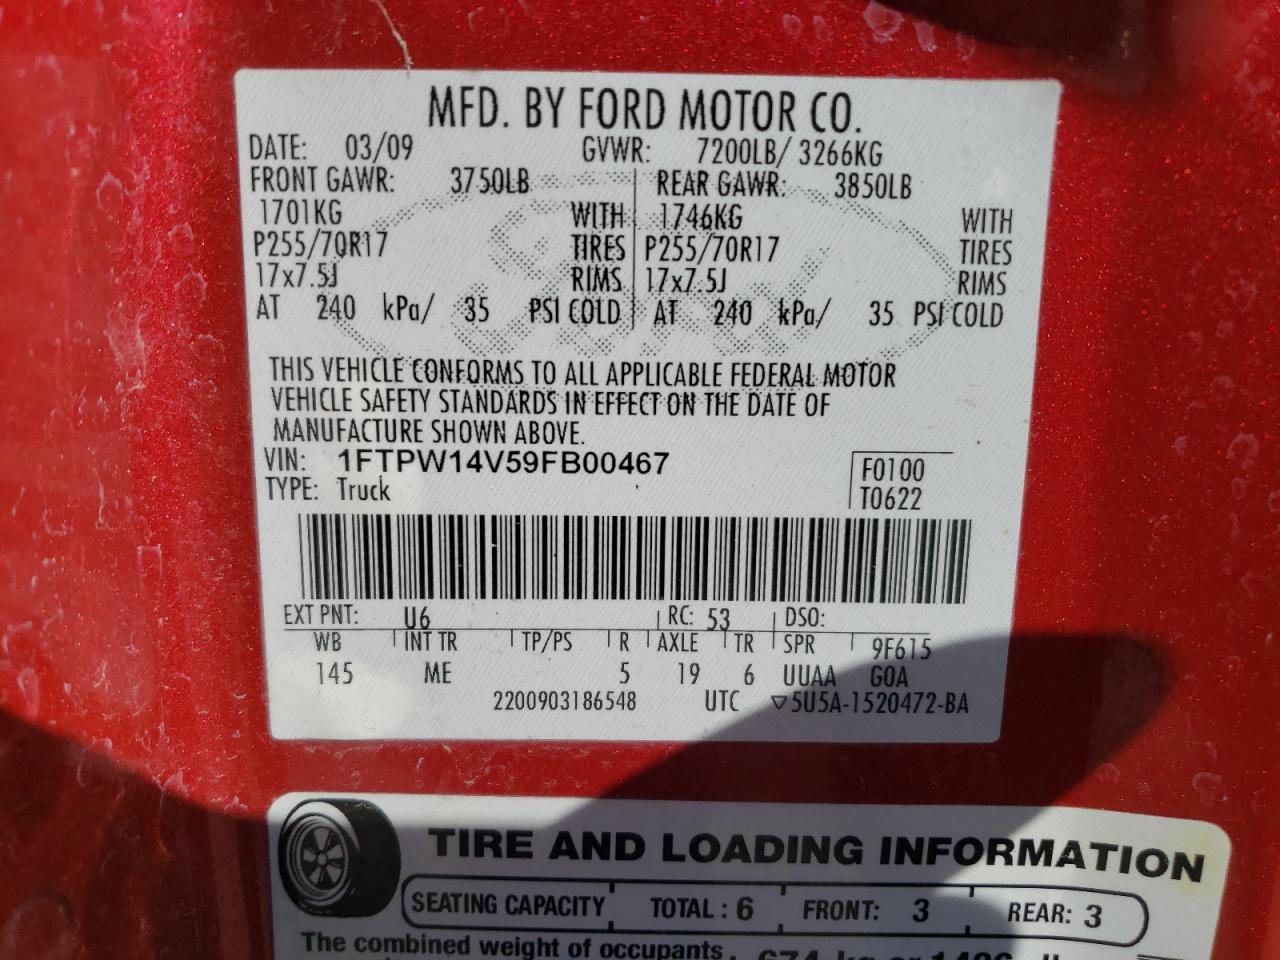 MFD. BY FORD MOTOR CO.
DATE: 03/09 GVWR: 7200LB/ 3266KG
FRONT GAWR: 3750LB REAR GAWR: 3850LB
1701KG WITH 1746KG WITH
P255/70R17 TIRES P255/70R17 TIRES
17x7.5J RIMS 17x7.5J RIMS
AT 240 kPa/ 35 PSI COLD AT 240 kPa/ 35 PSI COLD
THIS VEHICLE CONFORMS TO ALL APPLICABLE FEDERAL MOTOR
VEHICLE SAFETY STANDARDS IN EFFECT ON THE DATE OF
MANUFACTURE SHOWN ABOVE.
VIN: 1FTPW14V59FB00467 F0100
TYPE: Truck T0622
EXT PNT: U6 RC: 53 DSO:
WB INT TR TP/PS R AXLE TR SPR 9F615
145 ME 5 19 6 UUAA GOA
2200903186548 UTC ▽5U5A-1520472-BA
TIRE AND LOADING INFORMATION
SEATING CAPACITY TOTAL : 6 FRONT: 3 REAR: 3
The combined weight of occupants